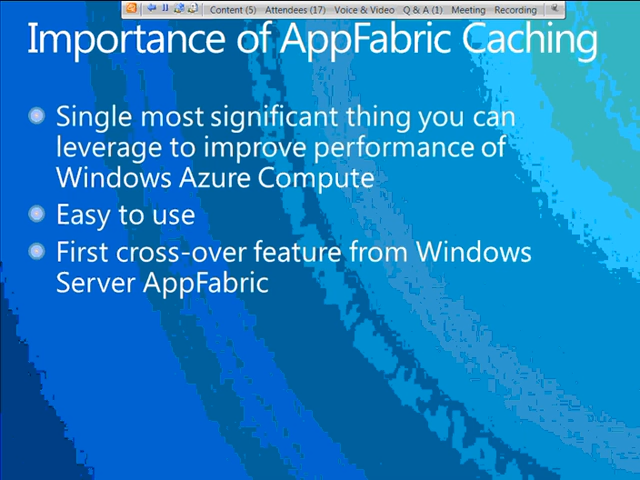 Content (5) Attendees (17) Voice & Video Q & A (1) Meeting Recording
Importance of AppFabric Caching
Single most significant thing you can
leverage to improve performance of
Windows Azure Compute
Easy to use
First cross-over feature from Windows
Server AppFabric